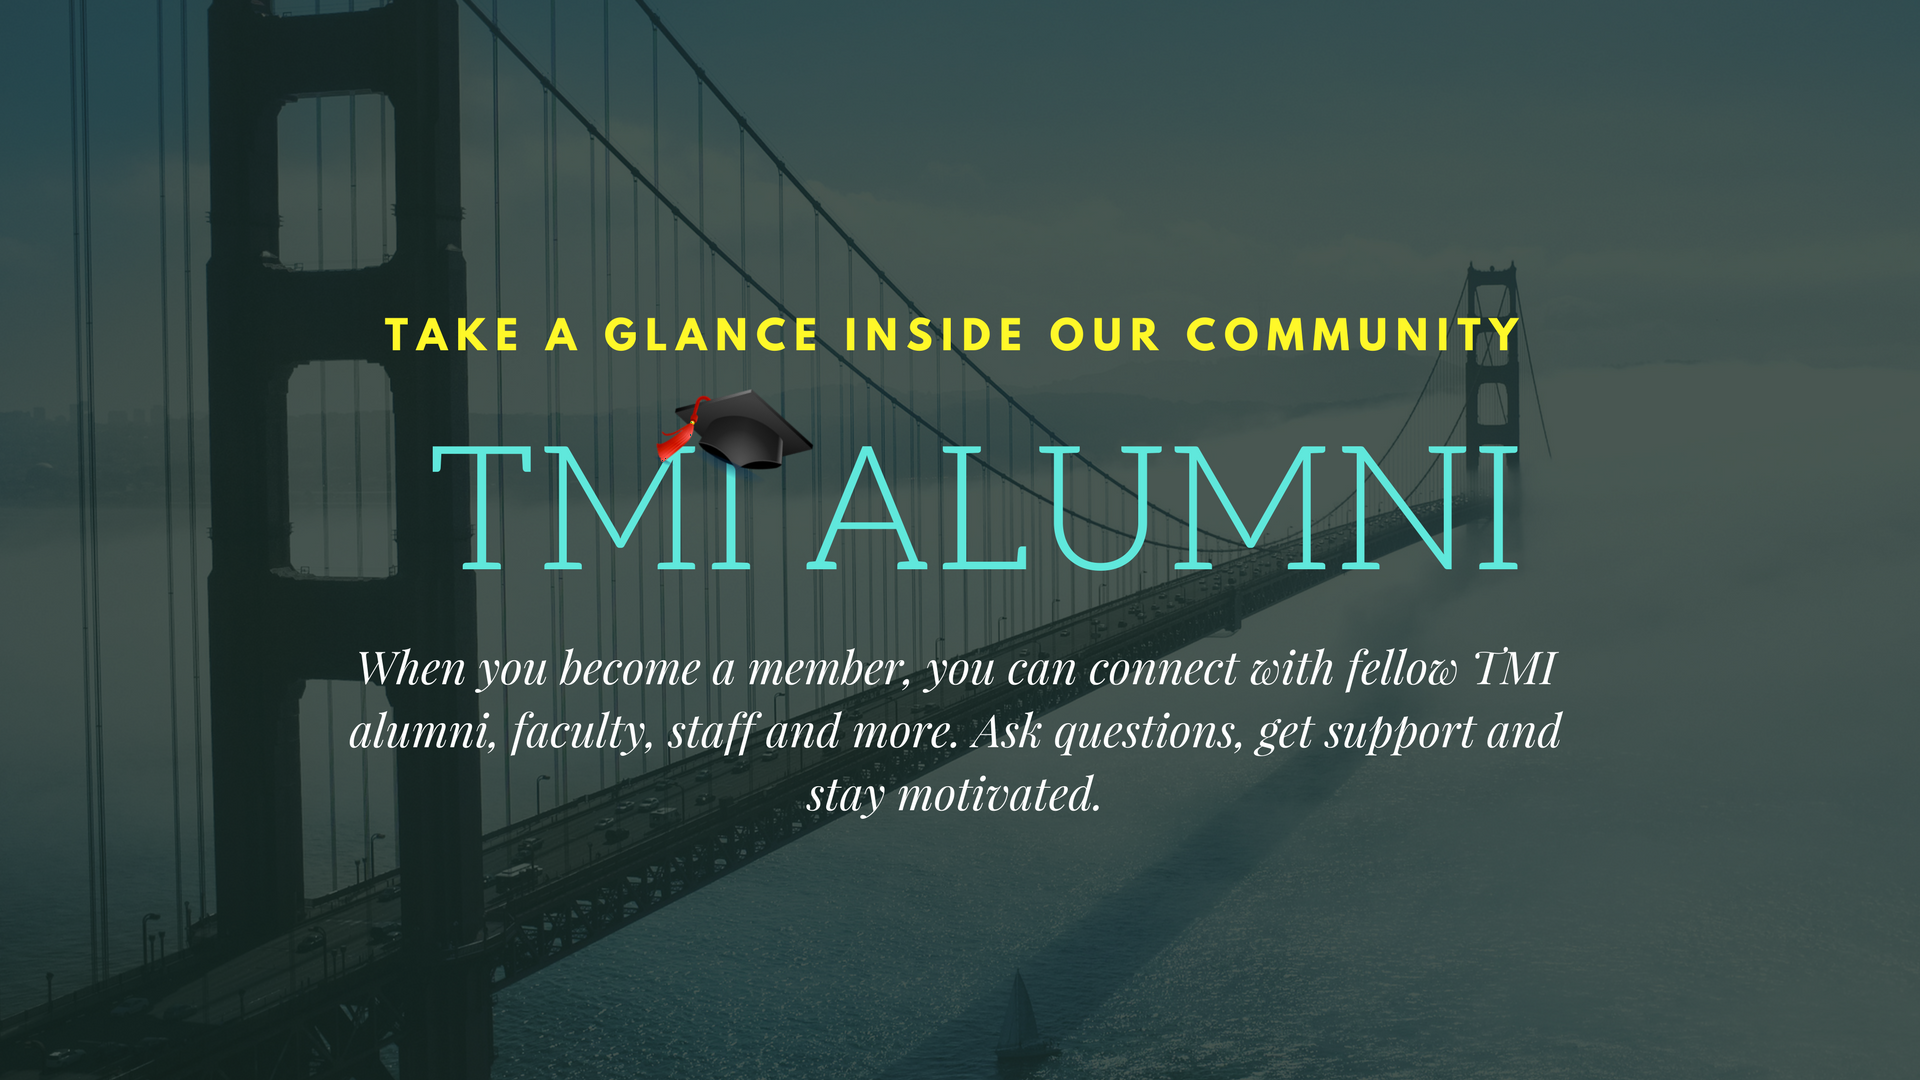 TAKE A GLANCE INSIDE OUR COMMUNITY
TMI ALUMNI
When you become a member, you can connect with fellow TMI
alumni, faculty, staff and more. Ask questions, get support and
stay motivated.